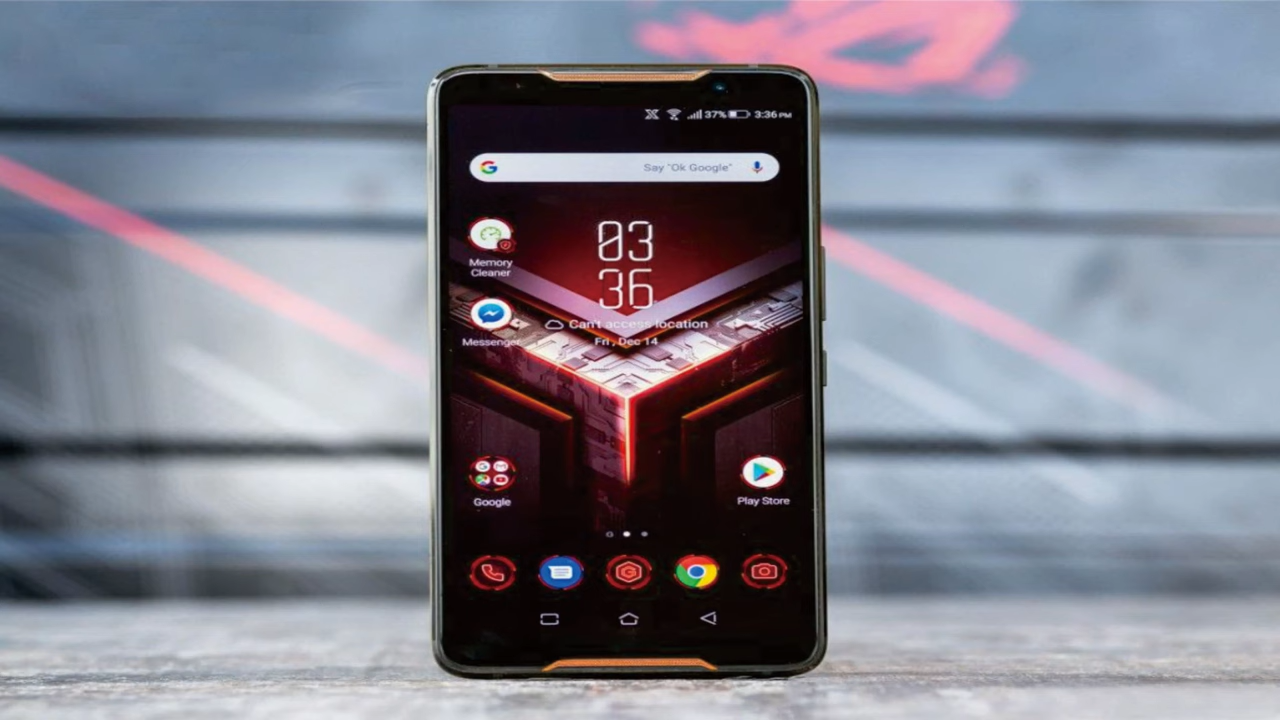 37% 3:36 PM
Say "Ok Google"
03
36
Memory
Cleaner
Can't access location
Fri, Dec 14
Messenger
Google
Play Store